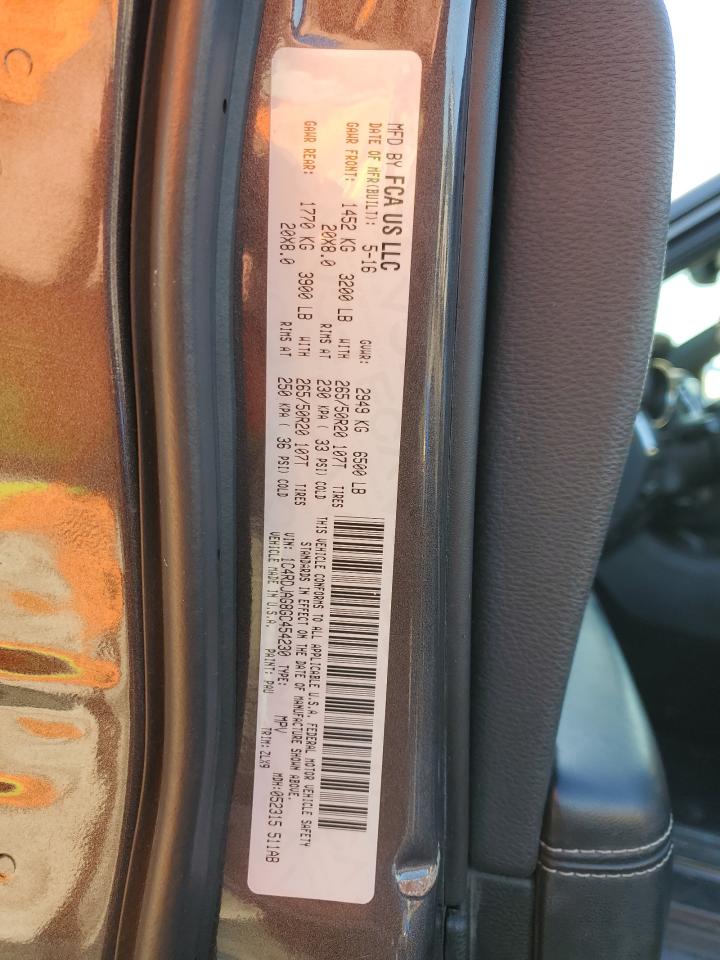 MFD BY FCA US LLC
DATE OF MFR(BUILT): 5-16 GVWR: 2949 KG 6500 LB
GAWR FRONT: 1452 KG 3200 LB WITH 265/50R20 107T TIRES
20X8.0 RIMS AT 230 KPA ( 33 PSI) COLD
GAWR REAR: 1770 KG 3900 LB WITH 265/50R20 107T TIRES
20X8.0 RIMS AT 250 KPA ( 36 PSI) COLD
THIS VEHICLE CONFORMS TO ALL APPLICABLE U.S.A. FEDERAL MOTOR VEHICLE SAFETY
STANDARDS IN EFFECT ON THE DATE OF MANUFACTURE SHOWN ABOVE.
VIN: 1C4RDJAG8GC454230 TYPE: MPV MDH:052315 511AB
VEHICLE MADE IN U.S.A. PAINT: PAU TRIM:ZLX9